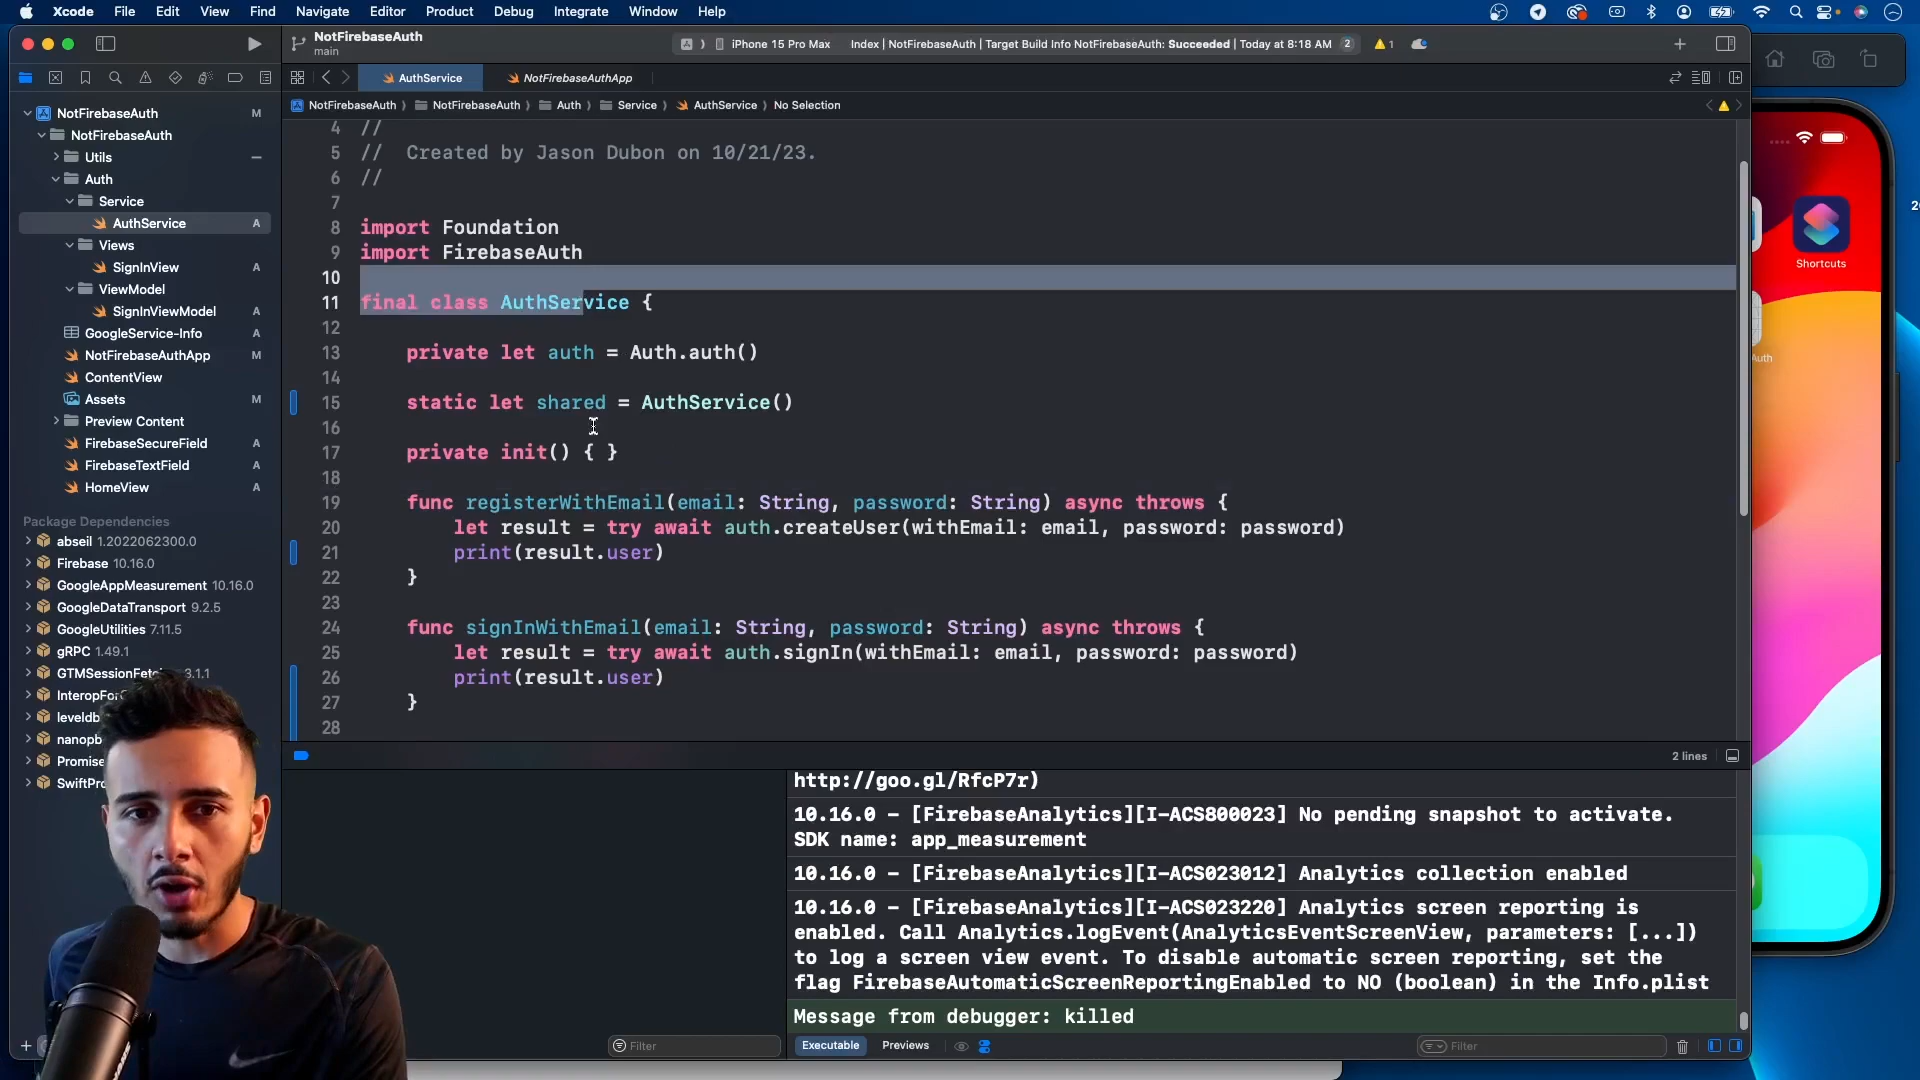 Xcode File Edit View Find Navigate Editor Product Debug Integrate Window Help
NotFirebaseAuth
main
iPhone 15 Pro Max Index | NotFirebaseAuth | Target Build Info NotFirebaseAuth: Succeeded | Today at 8:18 AM 2 1
AuthService NotFirebaseAuthApp
NotFirebaseAuth NotFirebaseAuth Auth Service AuthService No Selection
NotFirebaseAuth M
NotFirebaseAuth
Utils
Auth
Service
AuthService A
Views
SignInView A
ViewModel
SignInViewModel A
GoogleService-Info A
NotFirebaseAuthApp M
ContentView
Assets M
Preview Content
FirebaseSecureField A
FirebaseTextField A
HomeView A
Package Dependencies
abseil 1.2022062300.0
Firebase 10.16.0
GoogleAppMeasurement 10.16.0
GoogleDataTransport 9.2.5
GoogleUtilities 7.11.5
gRPC 1.49.1
GTMSessionFet 3.1.1
InteropFo
leveldb
nanopb
Promise
SwiftPr
4 //
5 // Created by Jason Dubon on 10/21/23.
6 //
7
8 import Foundation
9 import FirebaseAuth
10
11 final class AuthService {
12
13 private let auth = Auth.auth()
14
15 static let shared = AuthService()
16
17 private init() { }
18
19 func registerWithEmail(email: String, password: String) async throws {
20 let result = try await auth.createUser(withEmail: email, password: password)
21 print(result.user)
22 }
23
24 func signInWithEmail(email: String, password: String) async throws {
25 let result = try await auth.signIn(withEmail: email, password: password)
26 print(result.user)
27 }
28
2 lines
http://goo.gl/RfcP7r)
10.16.0 - [FirebaseAnalytics][I-ACS800023] No pending snapshot to activate.
SDK name: app_measurement
10.16.0 - [FirebaseAnalytics][I-ACS023012] Analytics collection enabled
10.16.0 - [FirebaseAnalytics][I-ACS023220] Analytics screen reporting is
enabled. Call Analytics.logEvent(AnalyticsEventScreenView, parameters: [...])
to log a screen view event. To disable automatic screen reporting, set the
flag FirebaseAutomaticScreenReportingEnabled to NO (boolean) in the Info.plist
Message from debugger: killed
Filter
Executable Previews
Filter
Shortcuts
Auth